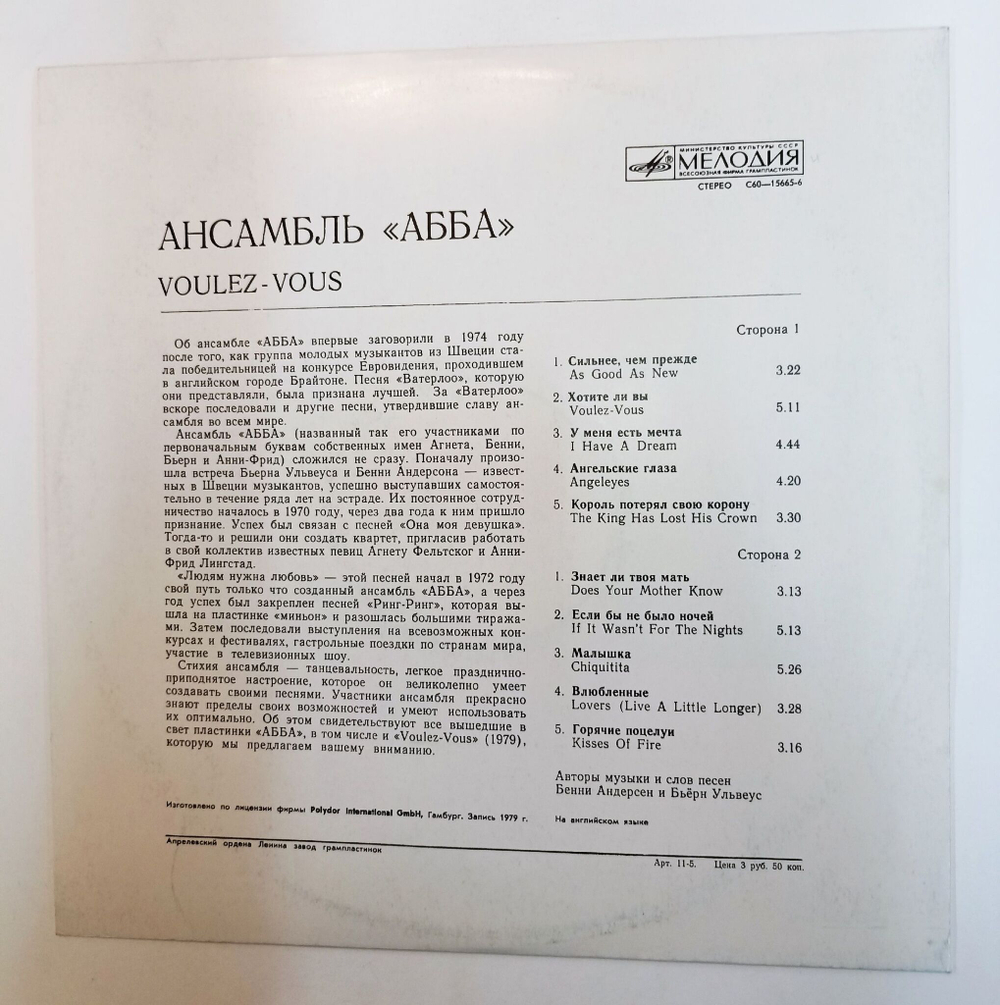 МИНИСТЕРСТВО КУЛЬТУРЫ СССР
МЕЛОДИЯ
ВСЕСОЮЗНАЯ ФИРМА ГРАМПЛАСТИНОК
СТЕРЕО С60—15665-6
АНСАМБЛЬ «АББА»
VOULEZ-VOUS
Об ансамбле «АББА» впервые заговорили в 1974 году
после того, как группа молодых музыкантов из Швеции ста-
ла победительницей на конкурсе Евровидения, проходившем
в английском городе Брайтоне. Песня «Ватерлоо», которую
они представляли, была признана лучшей. За «Ватерлоо»
вскоре последовали и другие песни, утвердившие славу ан-
самбля во всем мире.
Ансамбль «АББА» (названный так его участниками по
первоначальным буквам собственных имен Агнета, Бенни,
Бьерн и Анни-Фрид) сложился не сразу. Поначалу произо-
шла встреча Бьерна Ульвеуса и Бенни Андерсона — извест-
ных в Швеции музыкантов, успешно выступавших самостоя-
тельно в течение ряда лет на эстраде. Их постоянное сотруд-
ничество началось в 1970 году, через два года к ним пришло
признание. Успех был связан с песней «Она моя девушка».
Тогда-то и решили они создать квартет, пригласив работать
в свой коллектив известных певиц Агнету Фельтског и Анни-
Фрид Лингстад.
«Людям нужна любовь» — этой песней начал в 1972 году
свой путь только что созданный ансамбль «АББА», а через
год успех был закреплен песней «Ринг-Ринг», которая вы-
шла на пластинке «миньон» и разошлась большими тиража-
ми. Затем последовали выступления на всевозможных кон-
курсах и фестивалях, гастрольные поездки по странам мира,
участие в телевизионных шоу.
Стихия ансамбля — танцевальность, легкое празднично-
приподнятое настроение, которое он великолепно умеет
создавать своими песнями. Участники ансамбля прекрасно
знают пределы своих возможностей и умеют использовать
их оптимально. Об этом свидетельствуют все вышедшие в
свет пластинки «АББА», в том числе и «Voulez-Vous» (1979),
которую мы предлагаем вашему вниманию.
Сторона 1
1. Сильнее, чем прежде
As Good As New 3.22
2. Хотите ли вы
Voulez-Vous 5.11
3. У меня есть мечта
I Have A Dream 4.44
4. Ангельские глаза
Angeleyes 4.20
5. Король потерял свою корону
The King Has Lost His Crown 3.30
Сторона 2
1. Знает ли твоя мать
Does Your Mother Know 3.13
2. Если бы не было ночей
If It Wasn't For The Nights 5.13
3. Малышка
Chiquitita 5.26
4. Влюбленные
Lovers (Live A Little Longer) 3.28
5. Горячие поцелуи
Kisses Of Fire 3.16
Авторы музыки и слов песен
Бенни Андерсен и Бьёрн Ульвеус
Изготовлено по лицензии фирмы Polydor International GmbH, Гамбург. Запись 1979 г.
На английском языке
Апрелевский ордена Ленина завод грампластинок
Арт. 11-5. Цена 3 руб. 50 коп.